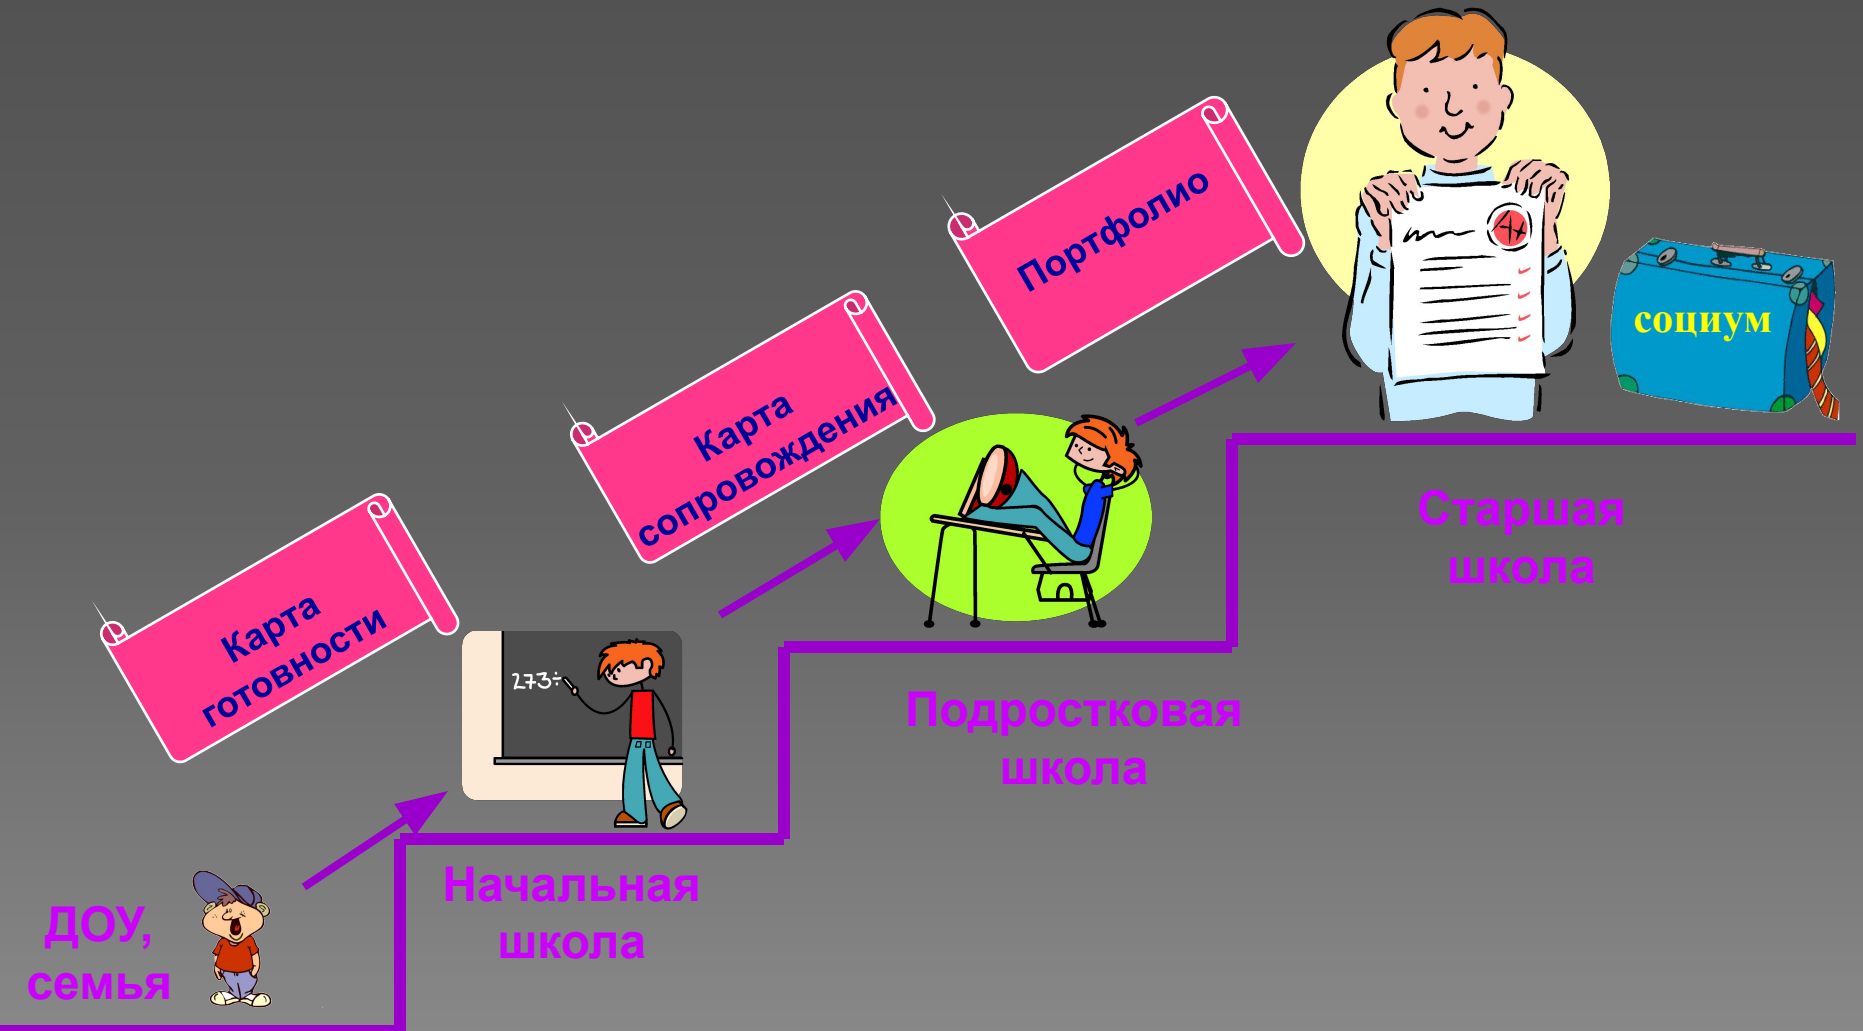 Портфолио
социум
Карта
сопровождения
Старшая
школа
Карта
готовности
273÷
Подростковая
школа
Начальная
школа
ДОУ,
семья
A+